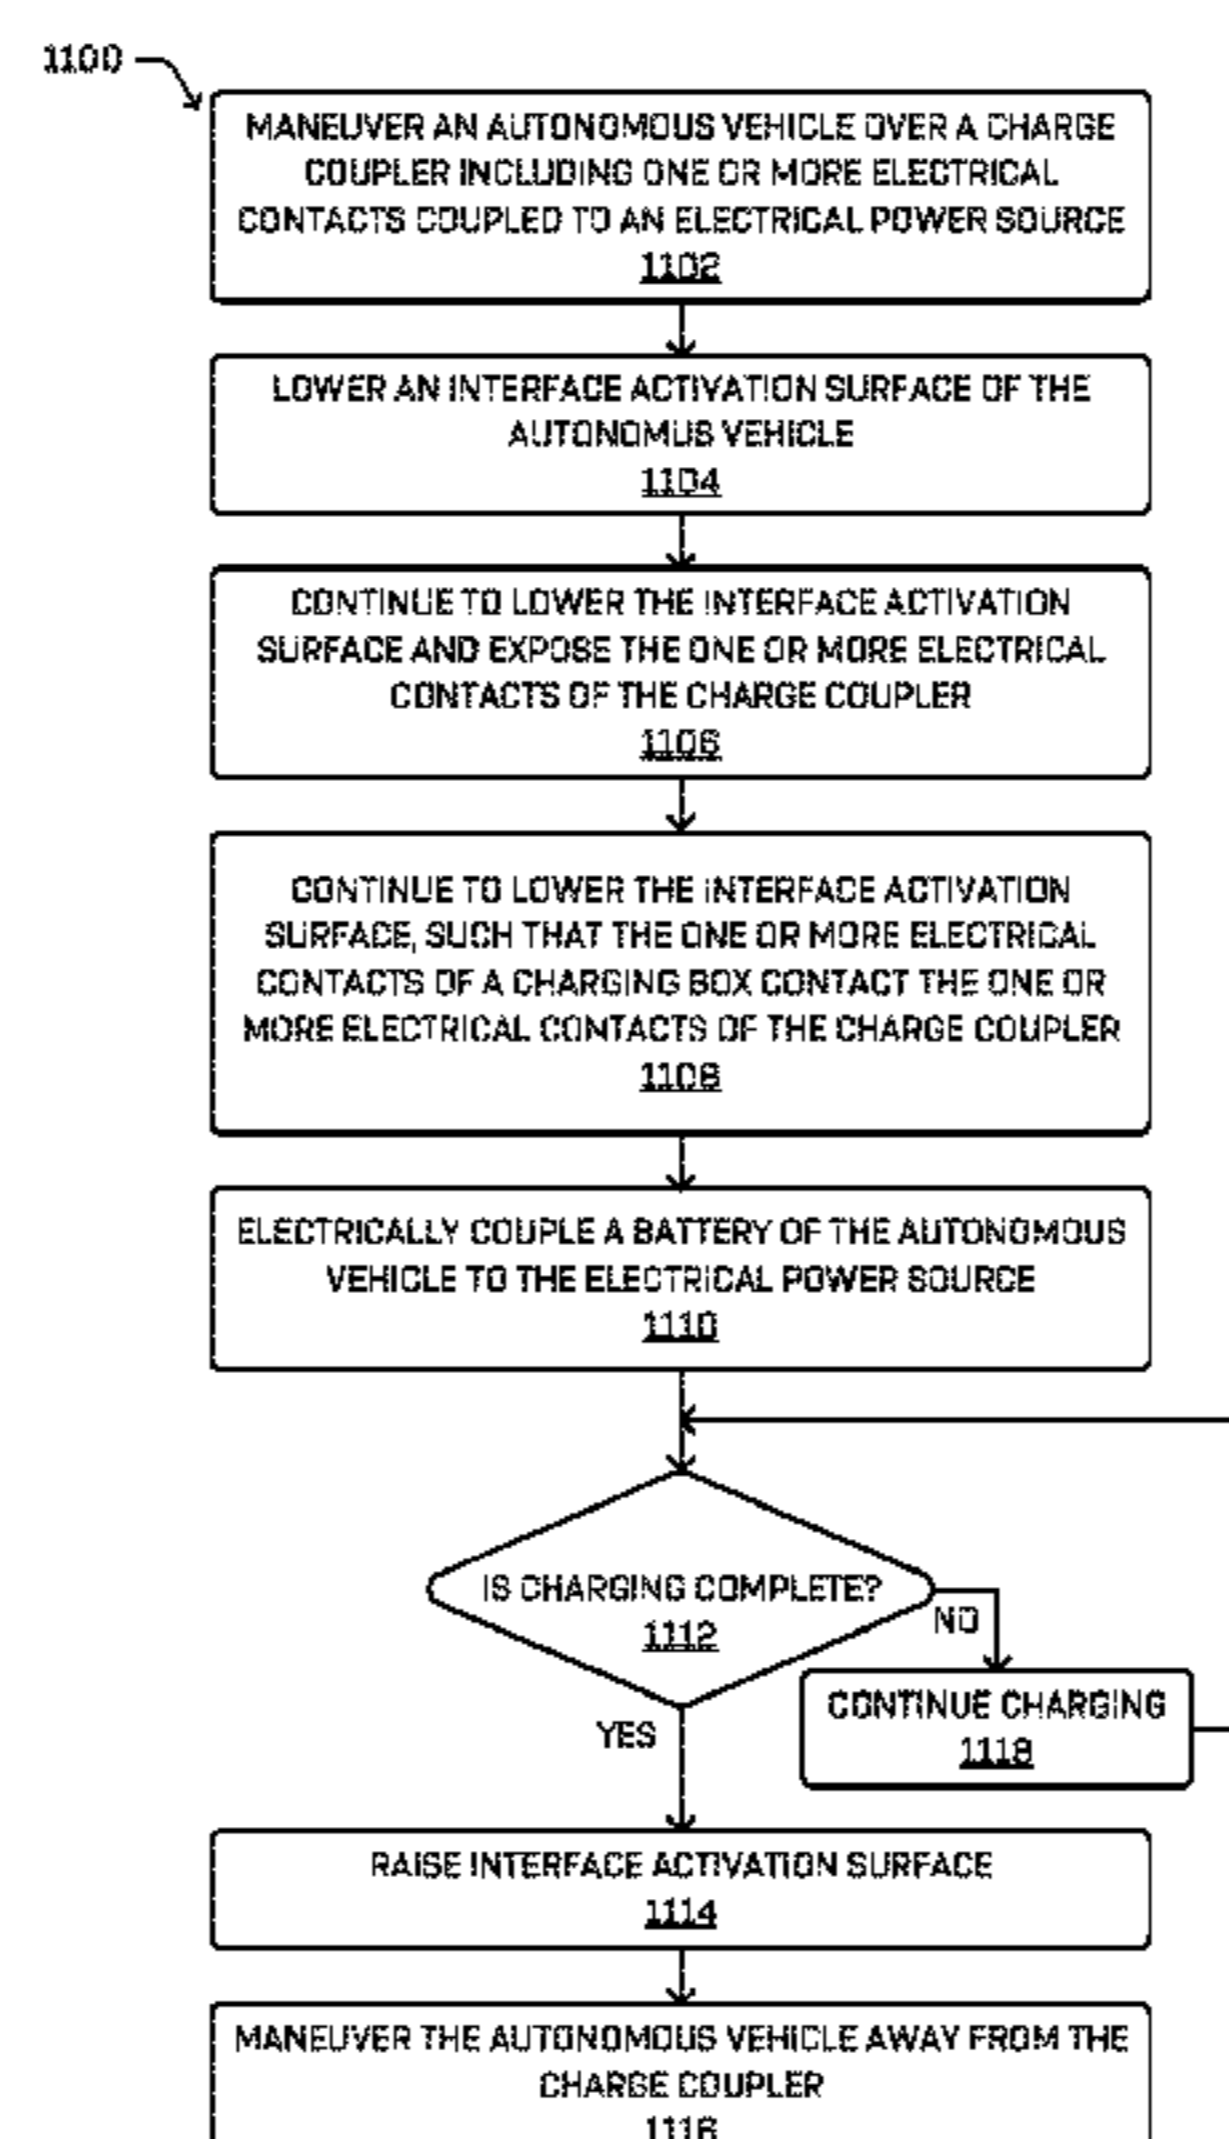 1100
MANEUVER AN AUTONOMOUS VEHICLE OVER A CHARGE
COUPLER INCLUDING ONE OR MORE ELECTRICAL
CONTACTS COUPLED TO AN ELECTRICAL POWER SOURCE
1102
LOWER AN INTERFACE ACTIVATION SURFACE OF THE
AUTONOMUS VEHICLE
1104
CONTINUE TO LOWER THE INTERFACE ACTIVATION
SURFACE AND EXPOSE THE ONE OR MORE ELECTRICAL
CONTACTS OF THE CHARGE COUPLER
1106
CONTINUE TO LOWER THE INTERFACE ACTIVATION
SURFACE, SUCH THAT THE ONE OR MORE ELECTRICAL
CONTACTS OF A CHARGING BOX CONTACT THE ONE OR
MORE ELECTRICAL CONTACTS OF THE CHARGE COUPLER
1108
ELECTRICALLY COUPLE A BATTERY OF THE AUTONOMOUS
VEHICLE TO THE ELECTRICAL POWER SOURCE
1110
IS CHARGING COMPLETE?
1112
NO
CONTINUE CHARGING
1118
YES
RAISE INTERFACE ACTIVATION SURFACE
1114
MANEUVER THE AUTONOMOUS VEHICLE AWAY FROM THE
CHARGE COUPLER
1116